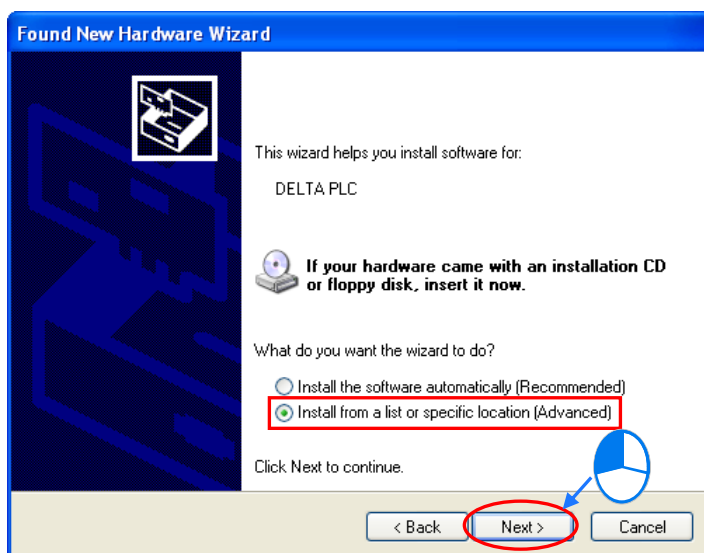 Found New Hardware Wizard
This wizard helps you install software for:
DELTA PLC
If your hardware came with an installation CD
or floppy disk, insert it now.
What do you want the wizard to do?
Install the software automatically (Recommended)
Install from a list or specific location (Advanced)
Click Next to continue.
< Back Next > Cancel